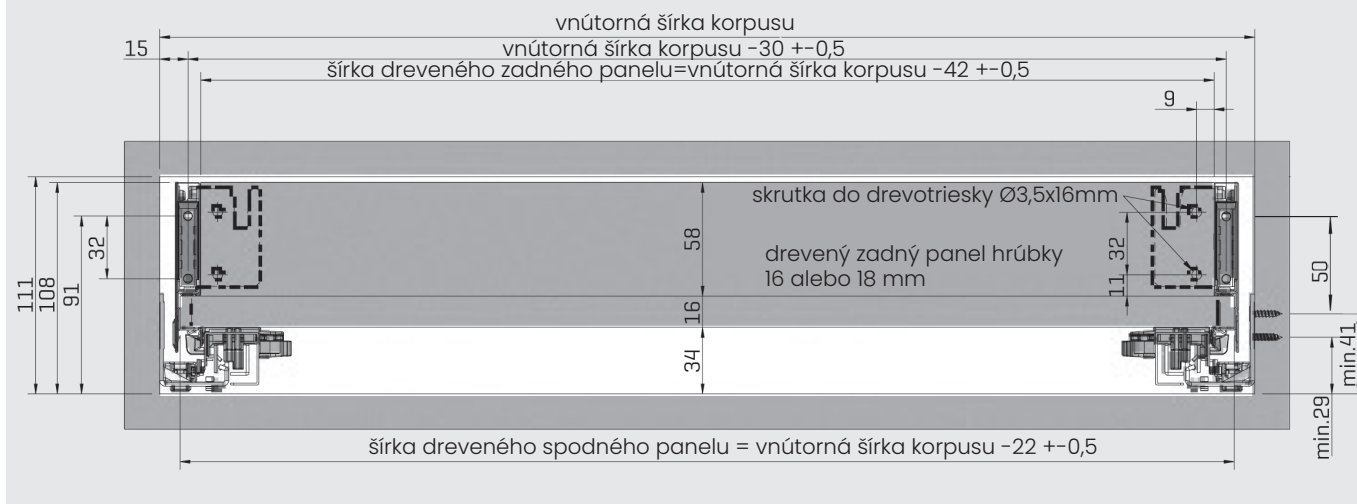 vnútorná šírka korpusu
15
vnútorná šírka korpusu -30 +-0,5
šírka dreveného zadného panelu=vnútorná šírka korpusu -42 +-0,5
9
skrutka do drevotriesky Ø3,5x16mm
drevený zadný panel hrúbky
16 alebo 18 mm
111
108
91
32
58
16
34
32
11
50
min.41
min.29
šírka dreveného spodného panelu = vnútorná šírka korpusu -22 +-0,5